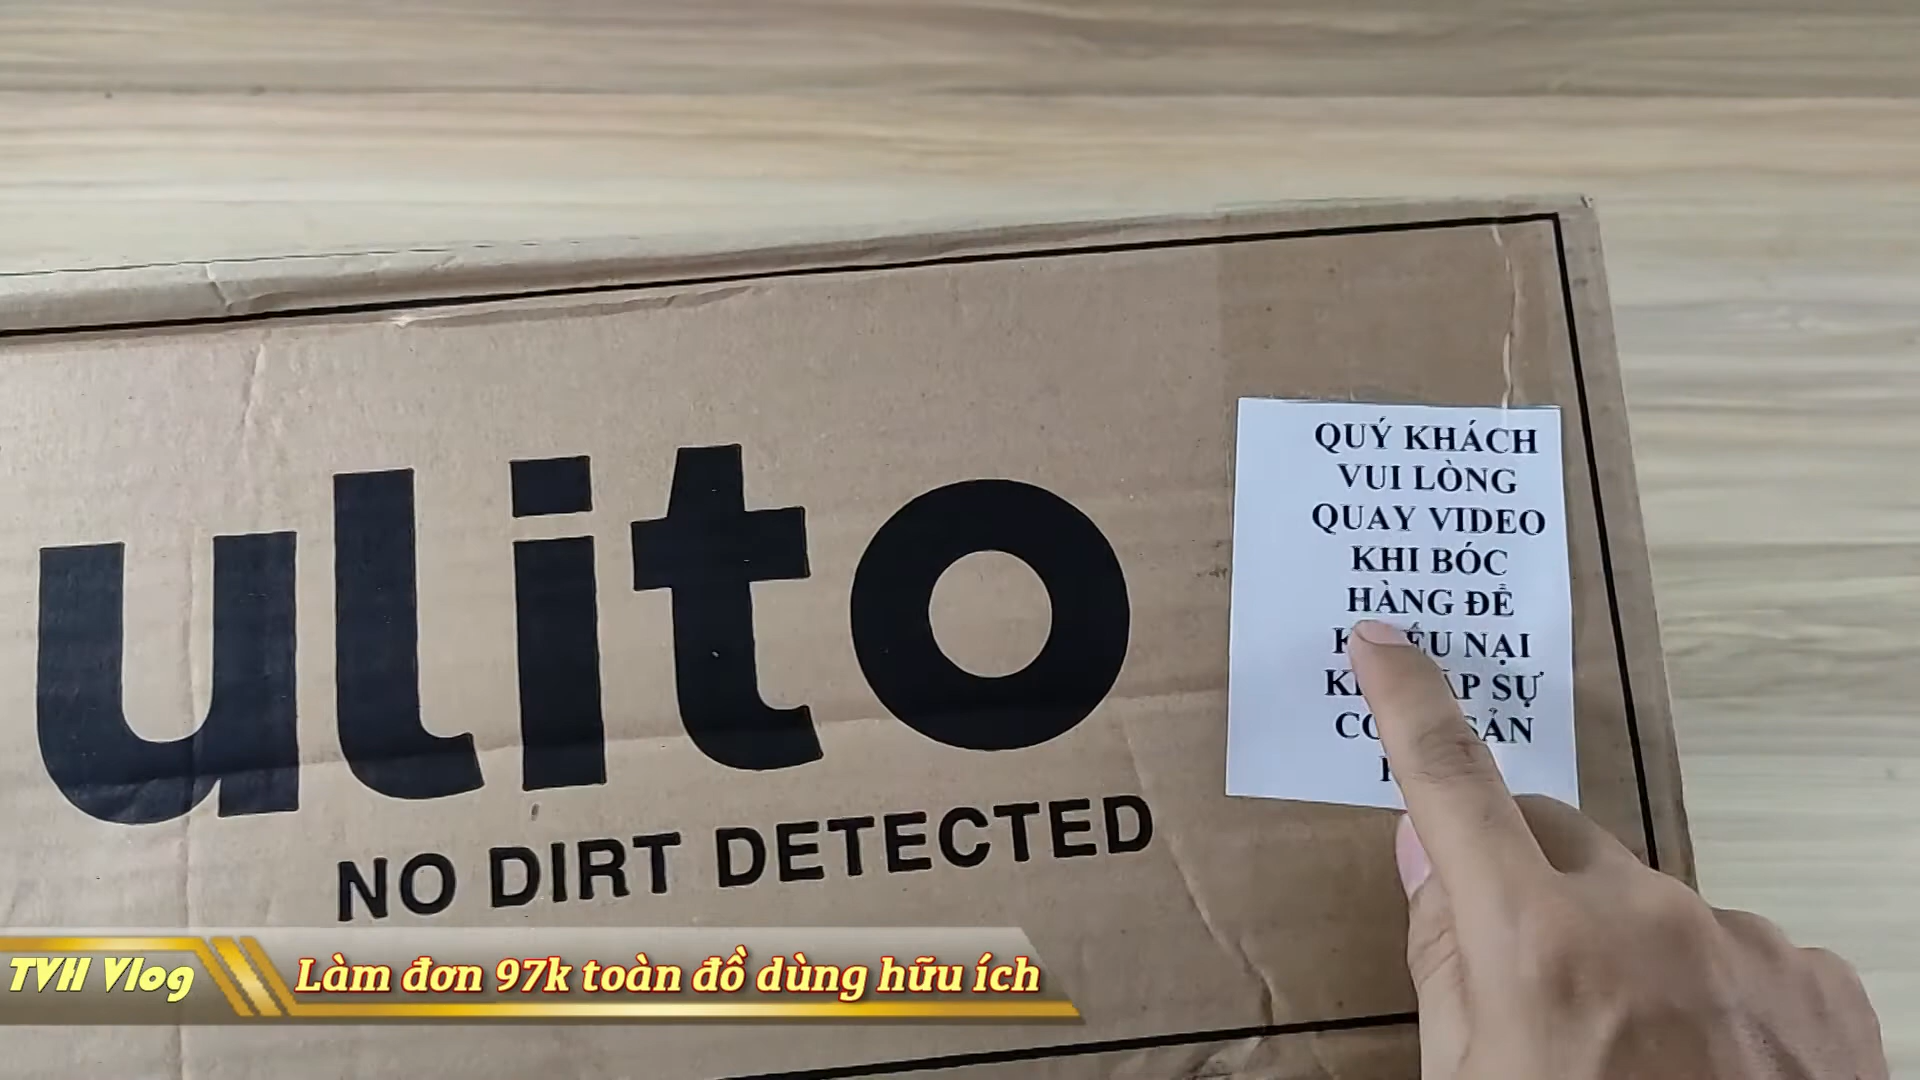 ulito
NO DIRT DETECTED
QUÝ KHÁCH
VUI LÒNG
QUAY VIDEO
KHI BÓC
HÀNG ĐỂ
NẠI
SỰ
SẢN
TVH Vlog
Làm đơn 97k toàn đồ dùng hữu ích